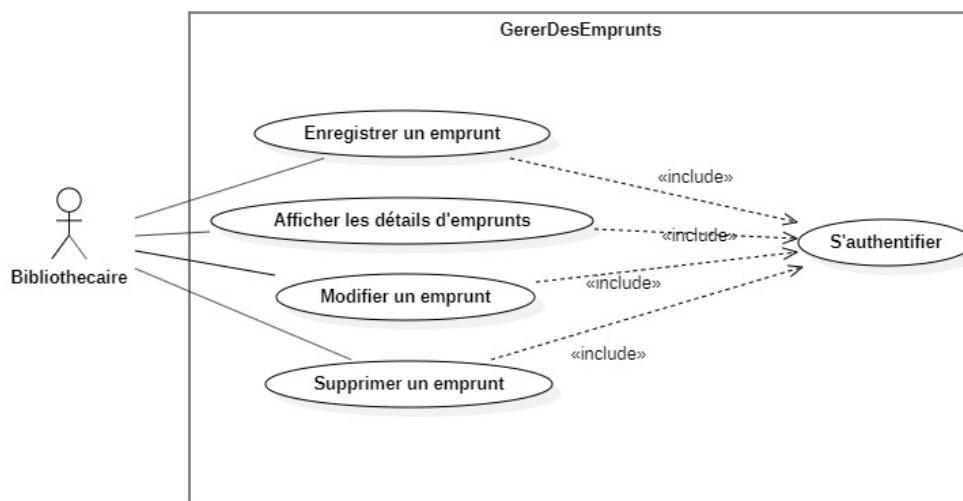 GererDesEmprunts
Enregistrer un emprunt
«include»
Afficher les détails d'emprunts
«include»
S'authentifier
Bibliothecaire
Modifier un emprunt
«include»
«include»
Supprimer un emprunt